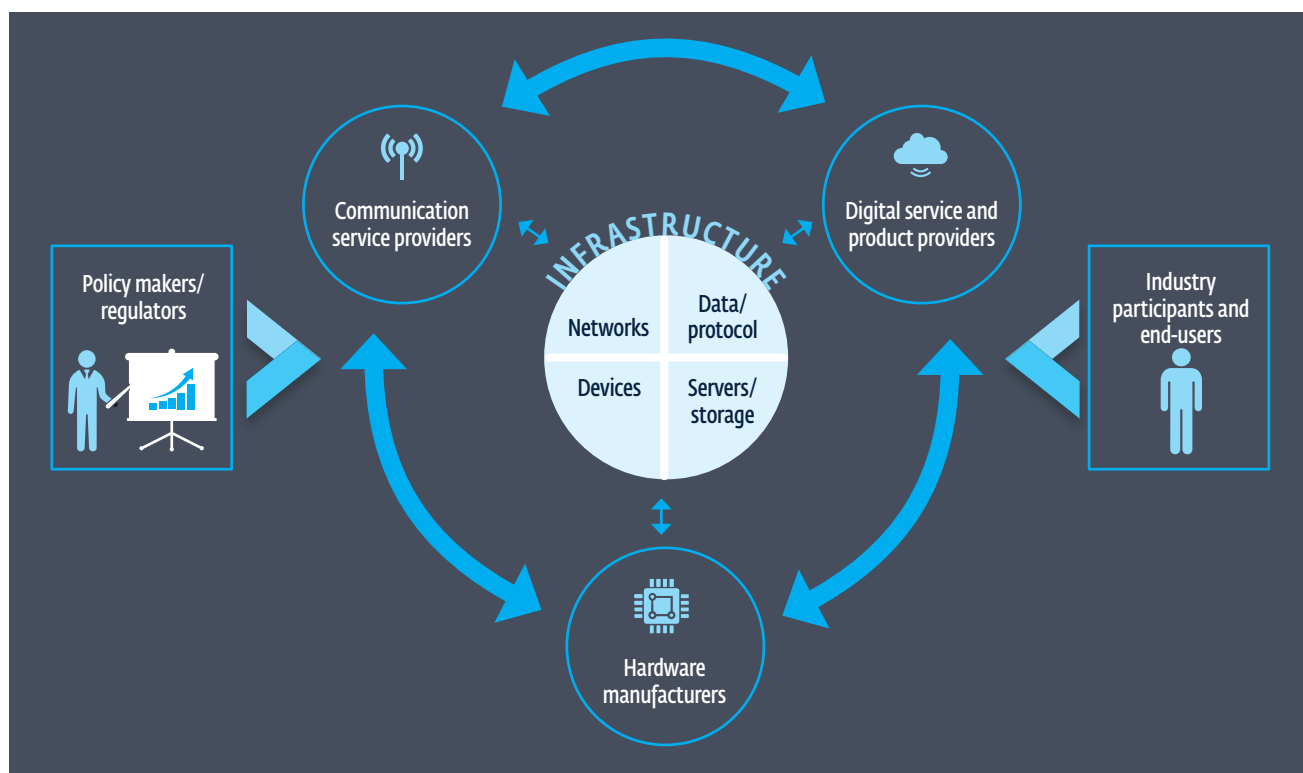 Communication
service providers
Digital service and
product providers
Policy makers/
regulators
INFRASTRUCTURE
Networks
Data/
protocol
Devices
Servers/
storage
Industry
participants and
end-users
Hardware
manufacturers